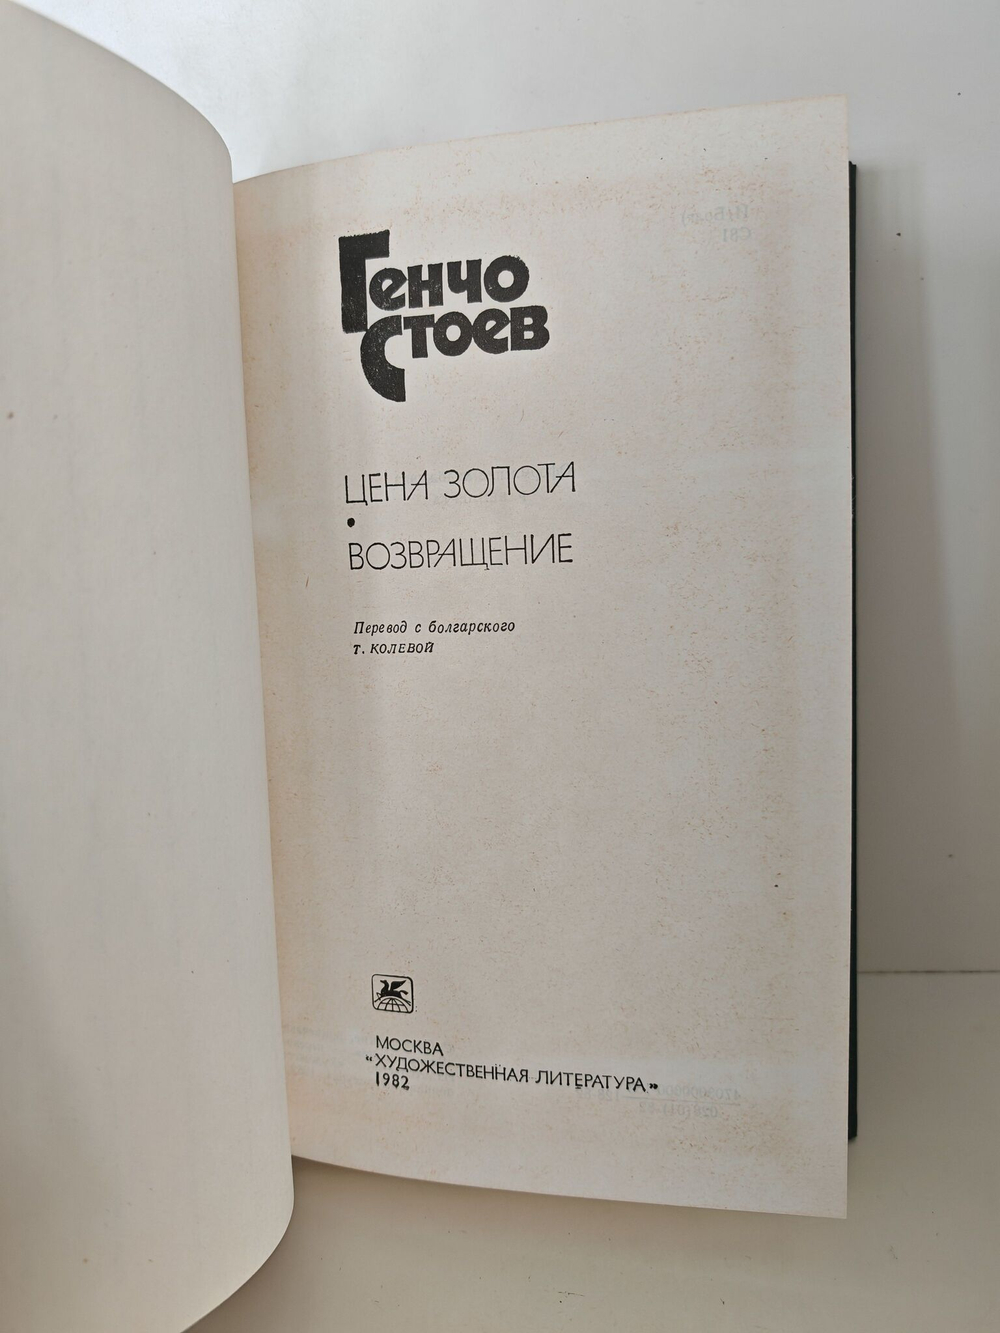 Генчо
Стоев
ЦЕНА ЗОЛОТА
•
ВОЗВРАЩЕНИЕ
Перевод с болгарского
Т. КОЛЕВОЙ
МОСКВА
“ХУДОЖЕСТВЕННАЯ ЛИТЕРАТУРА”
1982